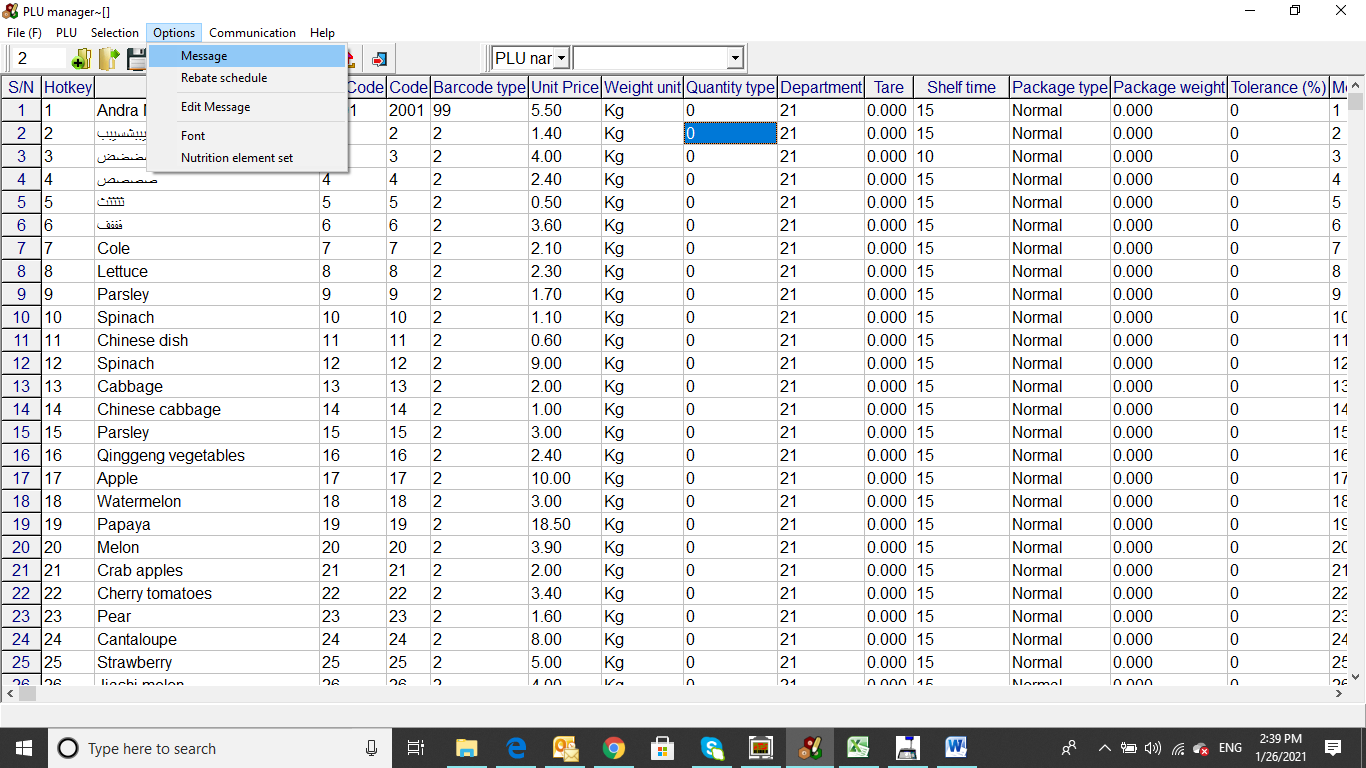 PLU manager~[]
File (F) PLU Selection Options Communication Help
2 PLU nar
Message
Rebate schedule
Edit Message
Font
Nutrition element set
S/N Hotkey Code Code Barcode type Unit Price Weight unit Quantity type Department Tare Shelf time Package type Package weight Tolerance (%) Me
1 1 Andra 1 2001 99 5.50 Kg 0 21 0.000 15 Normal 0.000 0 1
2 2 2 2 1.40 Kg 0 21 0.000 15 Normal 0.000 0 2
3 3 3 2 4.00 Kg 0 21 0.000 10 Normal 0.000 0 3
4 4 صصصصص 4 4 2 2.40 Kg 0 21 0.000 15 Normal 0.000 0 4
5 5 5 5 2 0.50 Kg 0 21 0.000 15 Normal 0.000 0 5
6 6 6 6 2 3.60 Kg 0 21 0.000 15 Normal 0.000 0 6
7 7 Cole 7 7 2 2.10 Kg 0 21 0.000 15 Normal 0.000 0 7
8 8 Lettuce 8 8 2 2.30 Kg 0 21 0.000 15 Normal 0.000 0 8
9 9 Parsley 9 9 2 1.70 Kg 0 21 0.000 15 Normal 0.000 0 9
10 10 Spinach 10 10 2 1.10 Kg 0 21 0.000 15 Normal 0.000 0 10
11 11 Chinese dish 11 11 2 0.60 Kg 0 21 0.000 15 Normal 0.000 0 11
12 12 Spinach 12 12 2 9.00 Kg 0 21 0.000 15 Normal 0.000 0 12
13 13 Cabbage 13 13 2 2.00 Kg 0 21 0.000 15 Normal 0.000 0 13
14 14 Chinese cabbage 14 14 2 1.00 Kg 0 21 0.000 15 Normal 0.000 0 14
15 15 Parsley 15 15 2 3.00 Kg 0 21 0.000 15 Normal 0.000 0 15
16 16 Qinggeng vegetables 16 16 2 2.40 Kg 0 21 0.000 15 Normal 0.000 0 16
17 17 Apple 17 17 2 10.00 Kg 0 21 0.000 15 Normal 0.000 0 17
18 18 Watermelon 18 18 2 3.00 Kg 0 21 0.000 15 Normal 0.000 0 18
19 19 Papaya 19 19 2 18.50 Kg 0 21 0.000 15 Normal 0.000 0 19
20 20 Melon 20 20 2 3.90 Kg 0 21 0.000 15 Normal 0.000 0 20
21 21 Crab apples 21 21 2 2.00 Kg 0 21 0.000 15 Normal 0.000 0 21
22 22 Cherry tomatoes 22 22 2 3.40 Kg 0 21 0.000 15 Normal 0.000 0 22
23 23 Pear 23 23 2 1.60 Kg 0 21 0.000 15 Normal 0.000 0 23
24 24 Cantaloupe 24 24 2 8.00 Kg 0 21 0.000 15 Normal 0.000 0 24
25 25 Strawberry 25 25 2 5.00 Kg 0 21 0.000 15 Normal 0.000 0 25
26 26 Jiashi melon 26 26 2 4.00 Kg 0 21 0.000 15 Normal 0.000 0 26
Type here to search
ENG
2:39 PM
1/26/2021